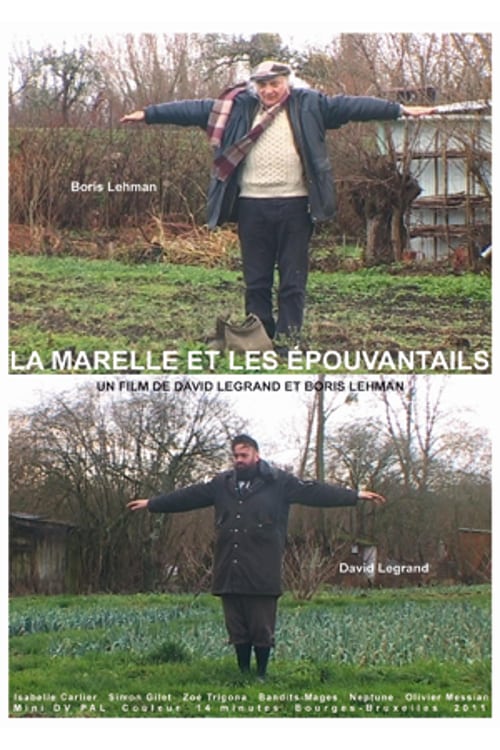 Boris Lehman
LA MARELLE ET LES ÉPOUVANTAILS
UN FILM DE DAVID LEGRAND ET BORIS LEHMAN
David Legrand
Isabelle Carlier Simon Gilet Zoé Trigona Bandits-Mages Neptune Olivier Messian
Mini DV PAL Couleur 14 minutes Bourges-Bruxelles 2011